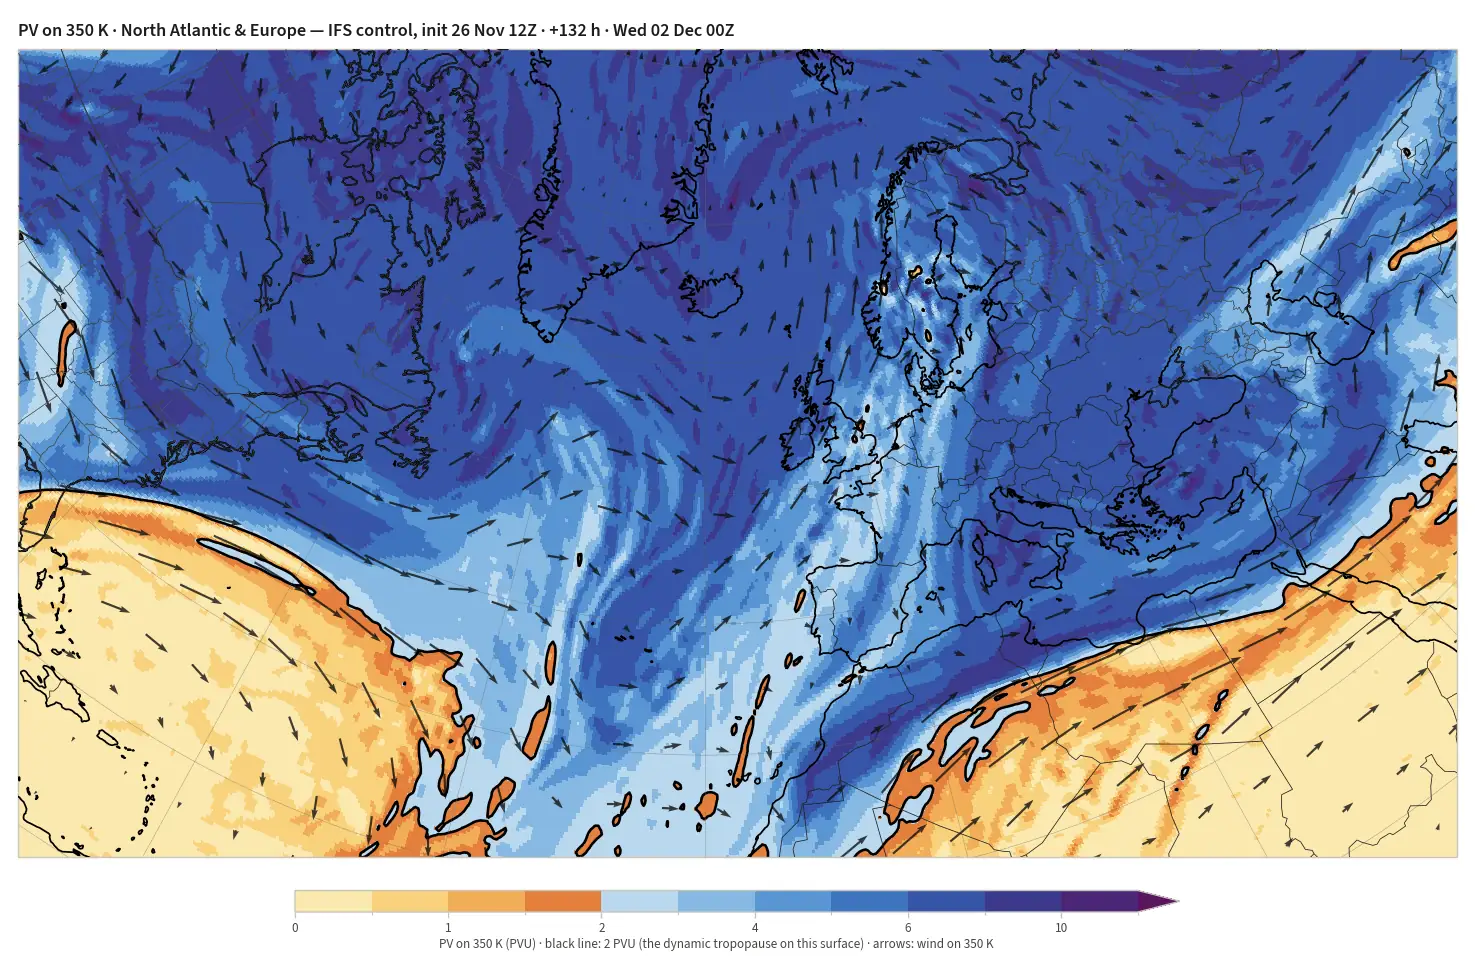 PV on 350 K · North Atlantic & Europe — IFS control, init 26 Nov 12Z · +132 h · Wed 02 Dec 00Z
0 1 2 4 6 10
PV on 350 K (PVU) · black line: 2 PVU (the dynamic tropopause on this surface) · arrows: wind on 350 K